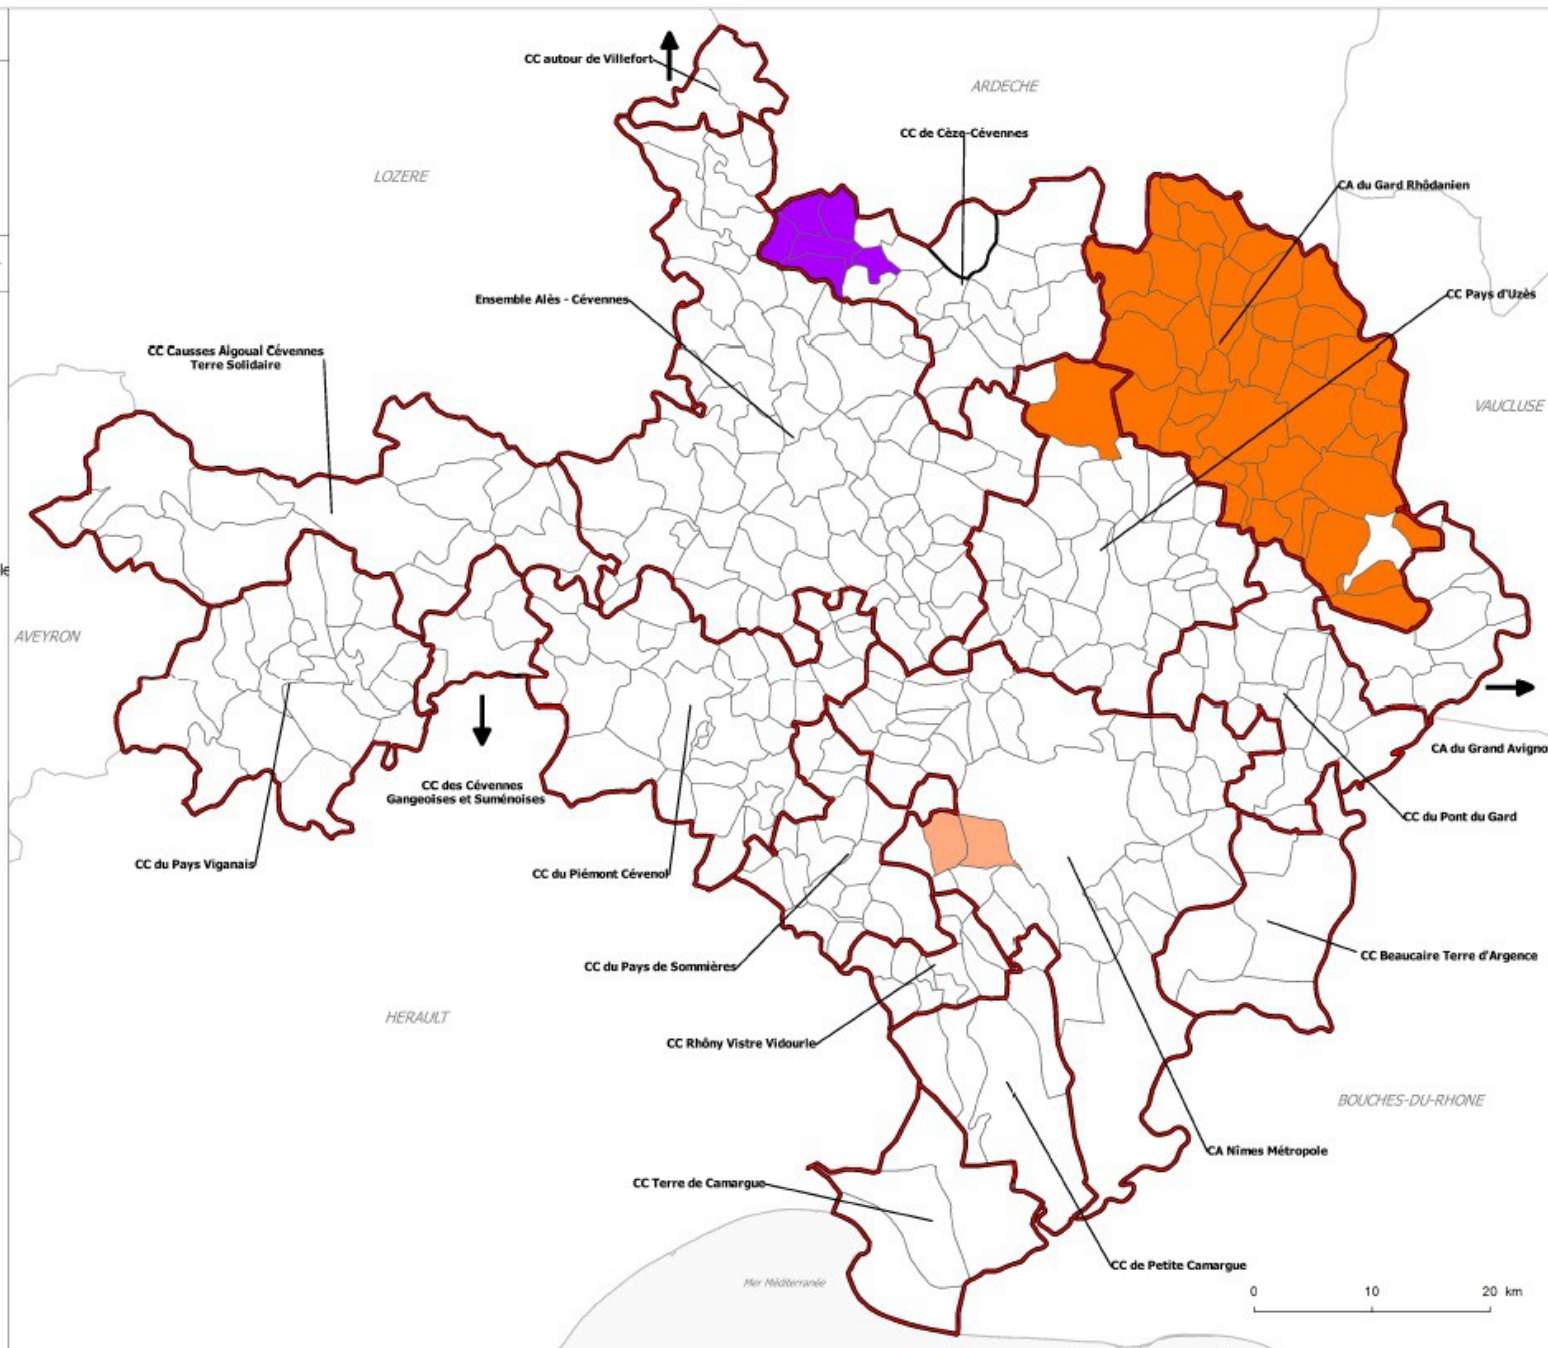 CC autour de Villefort
ARDECHE
CC de Cèze-Cévennes
LOZERE
CA du Gard Rhôdanien
CC Pays d'Uzès
Ensemble Alès - Cévennes
CC Causses Aigoual Cévennes
Terre Solidaire
VAUCLUSE
le
AVEYRON
CA du Grand Avigno
CC des Cévennes
Gangeoises et Suménoises
CC du Pont du Gard
CC du Pays Viganais
CC du Piémont Cévenol
CC Beaucaire Terre d'Argence
CC du Pays de Sommières
HERAULT
CC Rhôny Vistre Vidourle
BOUCHES-DU-RHONE
CA Nîmes Métropole
CC Terre de Camargue
CC de Petite Camargue
Mer Méditerranée
0 10 20 km